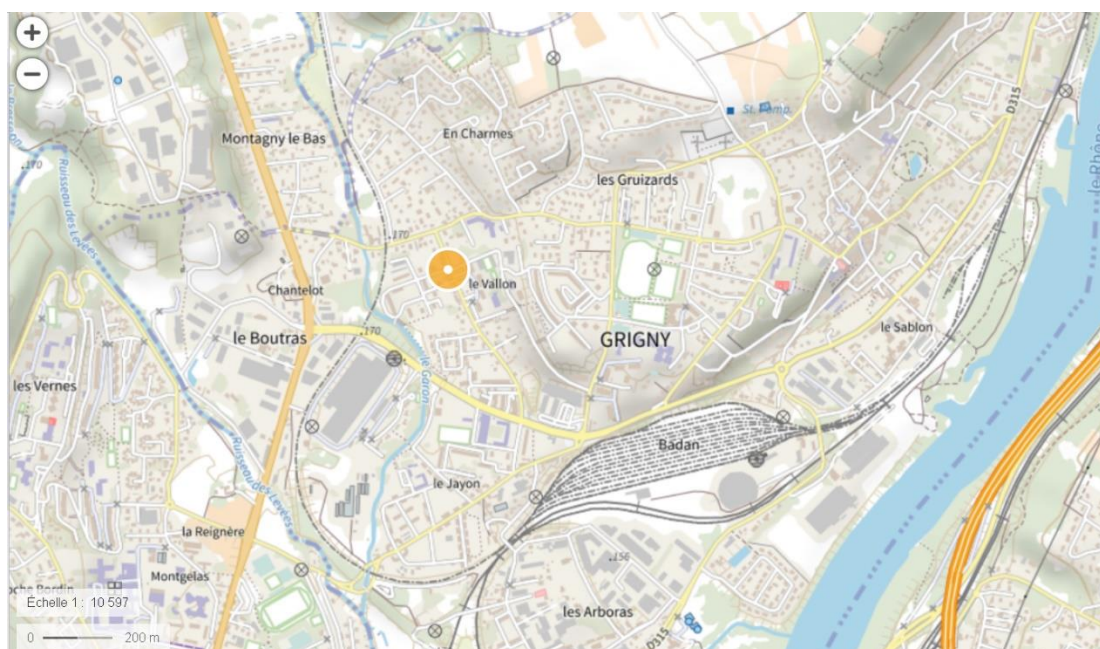 +
−
Montagny le Bas
En Charmes
les Gruizards
D315
le Rhône
170
Ruisseau des Levées
170
le Vallon
Chantelot
170
le Boutras
GRIGNY
le Sablon
les Vernes
le Garon
Ruisseau des Levées
Badan
le Jayon
la Reignère
156
Montgelas
les Arboras
D315
Échelle 1 : 10 597
0
200 m